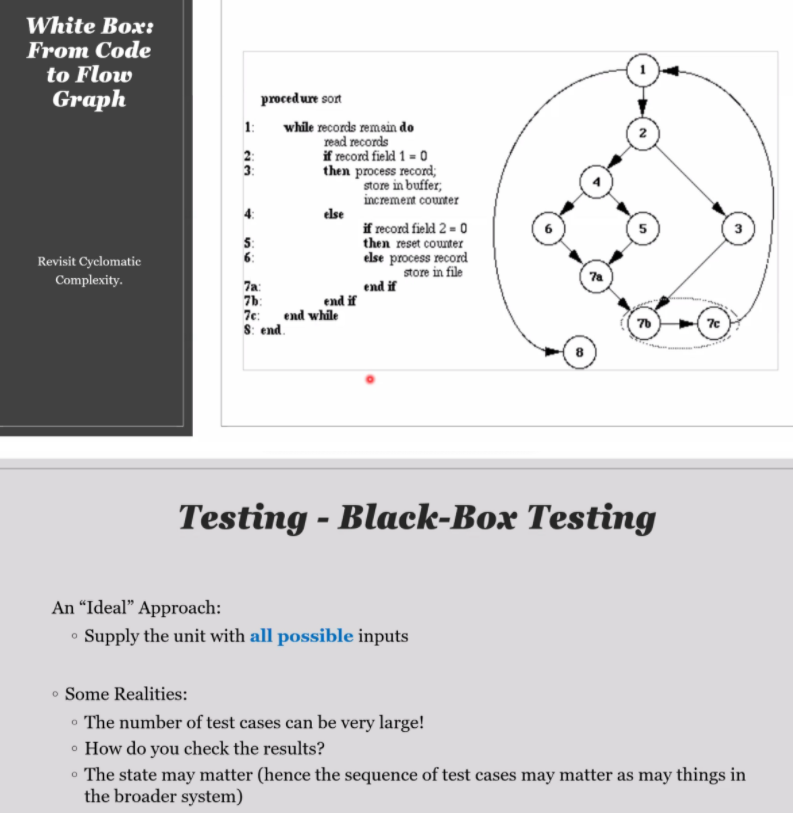 White Box:
From Code
to Flow
Graph
Revisit Cyclomatic
Complexity.
procedure sort
1: while records remain do
read records
2: if record field 1 = 0
3: then process record;
store in buffer;
increment counter
4: else
if record field 2 = 0
5: then reset counter
6: else process record
store in file
7a: end if
7b: end if
7c: end while
8: end.
1
2
4
6
5
3
7a
7b
7c
8
Testing - Black-Box Testing
An “Ideal” Approach:
◦ Supply the unit with all possible inputs
◦ Some Realities:
◦ The number of test cases can be very large!
◦ How do you check the results?
◦ The state may matter (hence the sequence of test cases may matter as may things in
the broader system)